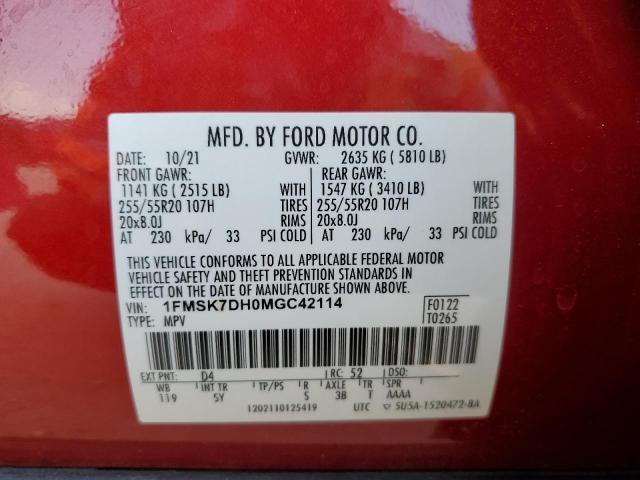 MFD. BY FORD MOTOR CO.
DATE: 10/21 GVWR: 2635 KG ( 5810 LB)
FRONT GAWR: REAR GAWR:
1141 KG ( 2515 LB) WITH 1547 KG ( 3410 LB) WITH
255/55R20 107H TIRES 255/55R20 107H TIRES
20x8.0J RIMS 20x8.0J RIMS
AT 230 kPa/ 33 PSI COLD AT 230 kPa/ 33 PSI COLD
THIS VEHICLE CONFORMS TO ALL APPLICABLE FEDERAL MOTOR
VEHICLE SAFETY AND THEFT PREVENTION STANDARDS IN
EFFECT ON THE DATE OF MANUFACTURE SHOWN ABOVE.
VIN: 1FMSK7DH0MGC42114 F0122
TYPE: MPV T0265
EXT PNT: D4 RC: 52 DSO:
WB INT TR TP/PS R AXLE TR SPR
119 5Y S 3B T AAAA
1202110125419 UTC 5U5A-1520472-BA